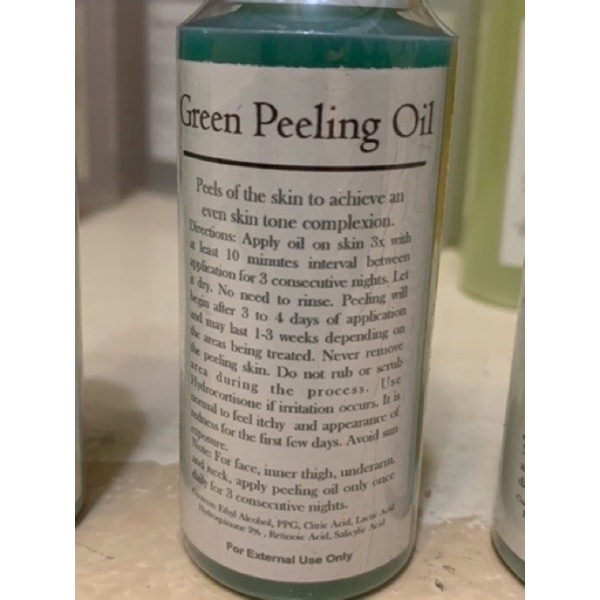 Green Peeling Oil
Peels of the skin to achieve an
even skin tone complexion.
Directions: Apply oil on skin 3x with
at least 10 minutes interval between
application for 3 consecutive nights. Let
it dry. No need to rinse. Peeling will
begin after 3 to 4 days of application
and may last 1-3 weeks depending on
the areas being treated. Never remove
the peeling skin. Do not rub or scrub
area during the process. Use
Hydrocortisone if irritation occurs. It is
normal to feel itchy and appearance of
redness for the first few days. Avoid sun
exposure.
Note: For face, inner thigh, underarm,
and neck, apply peeling oil only once
daily for 3 consecutive nights.
Ethyl Alcohol, PPG, Citric Acid, Lactic Acid
2% , Retinoic Acid, Salicylic Acid
For External Use Only